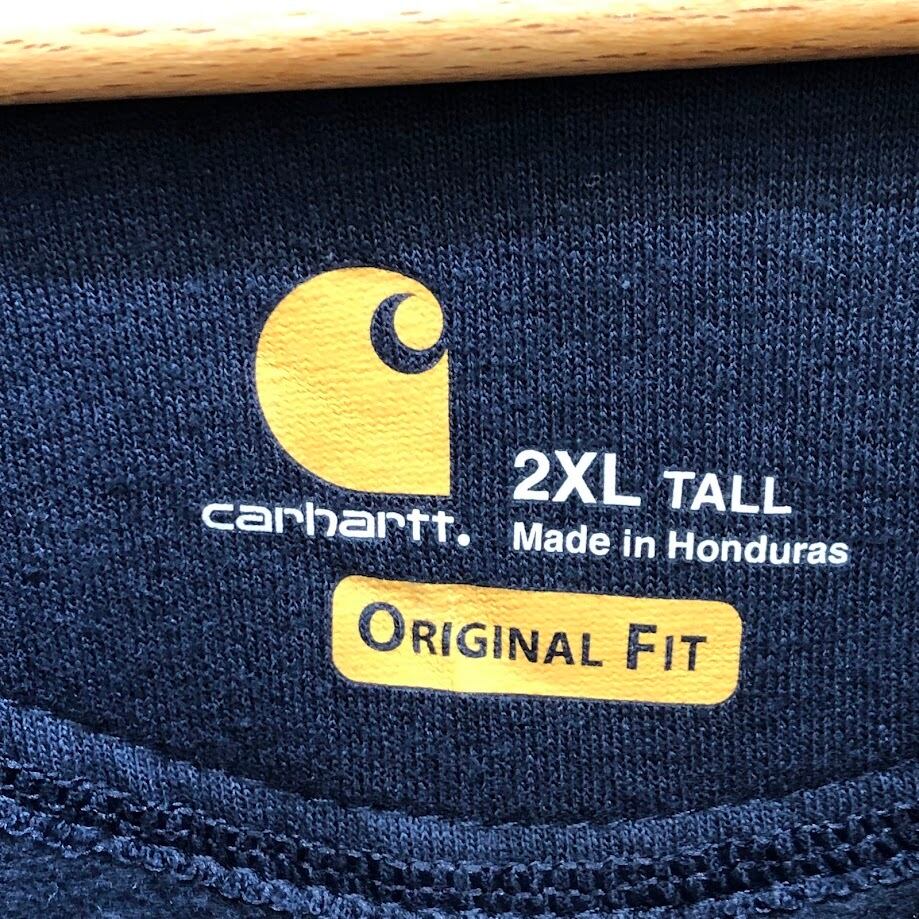 carhartt.
2XL TALL
Made in Honduras
ORIGINAL FIT